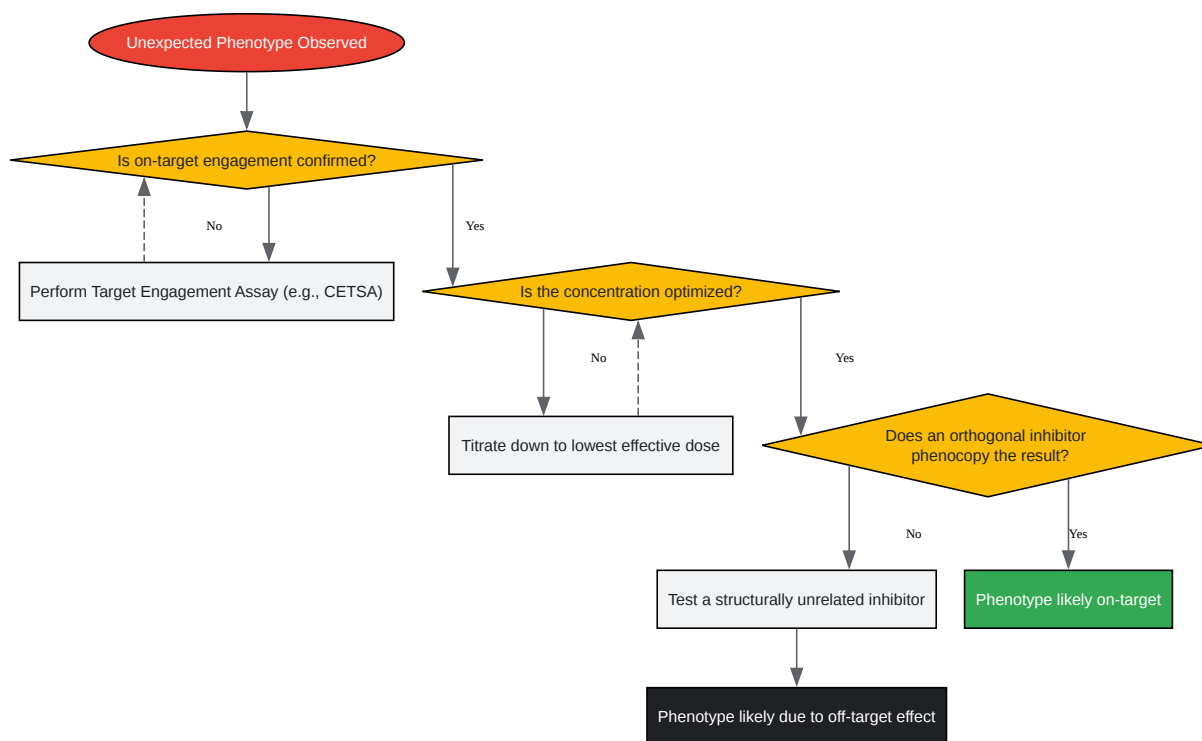 Unexpected Phenotype Observed
Is on-target engagement confirmed?
No
Yes
Perform Target Engagement Assay (e.g., CETSA)
Is the concentration optimized?
No
Yes
Titrate down to lowest effective dose
Does an orthogonal inhibitor
phenocopy the result?
No
Yes
Test a structurally unrelated inhibitor
Phenotype likely on-target
Phenotype likely due to off-target effect